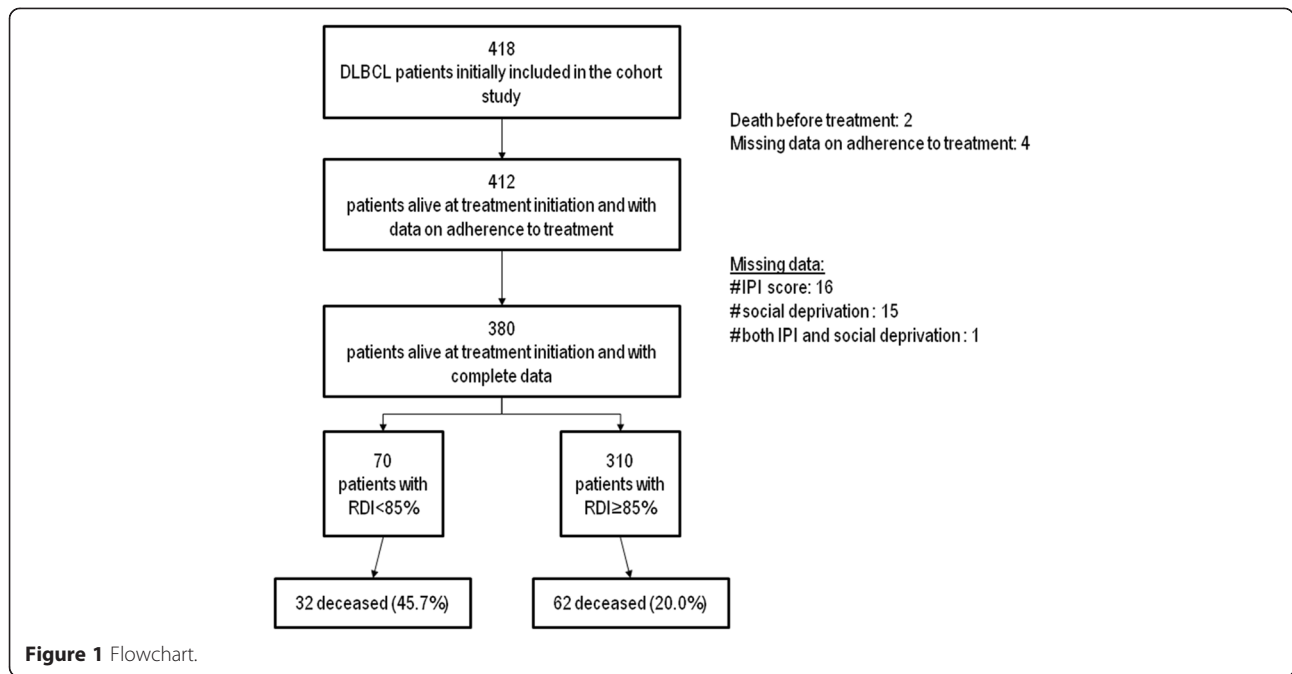 418
DLBCL patients initially included in the cohort
study
Death before treatment: 2
Missing data on adherence to treatment: 4
412
patients alive at treatment initiation and with
data on adherence to treatment
Missing data:
#IPI score: 16
#social deprivation : 15
#both IPI and social deprivation : 1
380
patients alive at treatment initiation and with
complete data
70
patients with
RDI<85%
310
patients with
RDI≥85%
32 deceased (45.7%)
62 deceased (20.0%)
Figure 1 Flowchart.